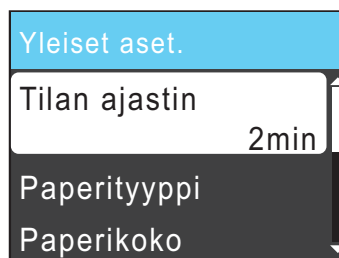 Yleiset aset.
Tilan ajastin
2min
Paperityyppi
Paperikoko